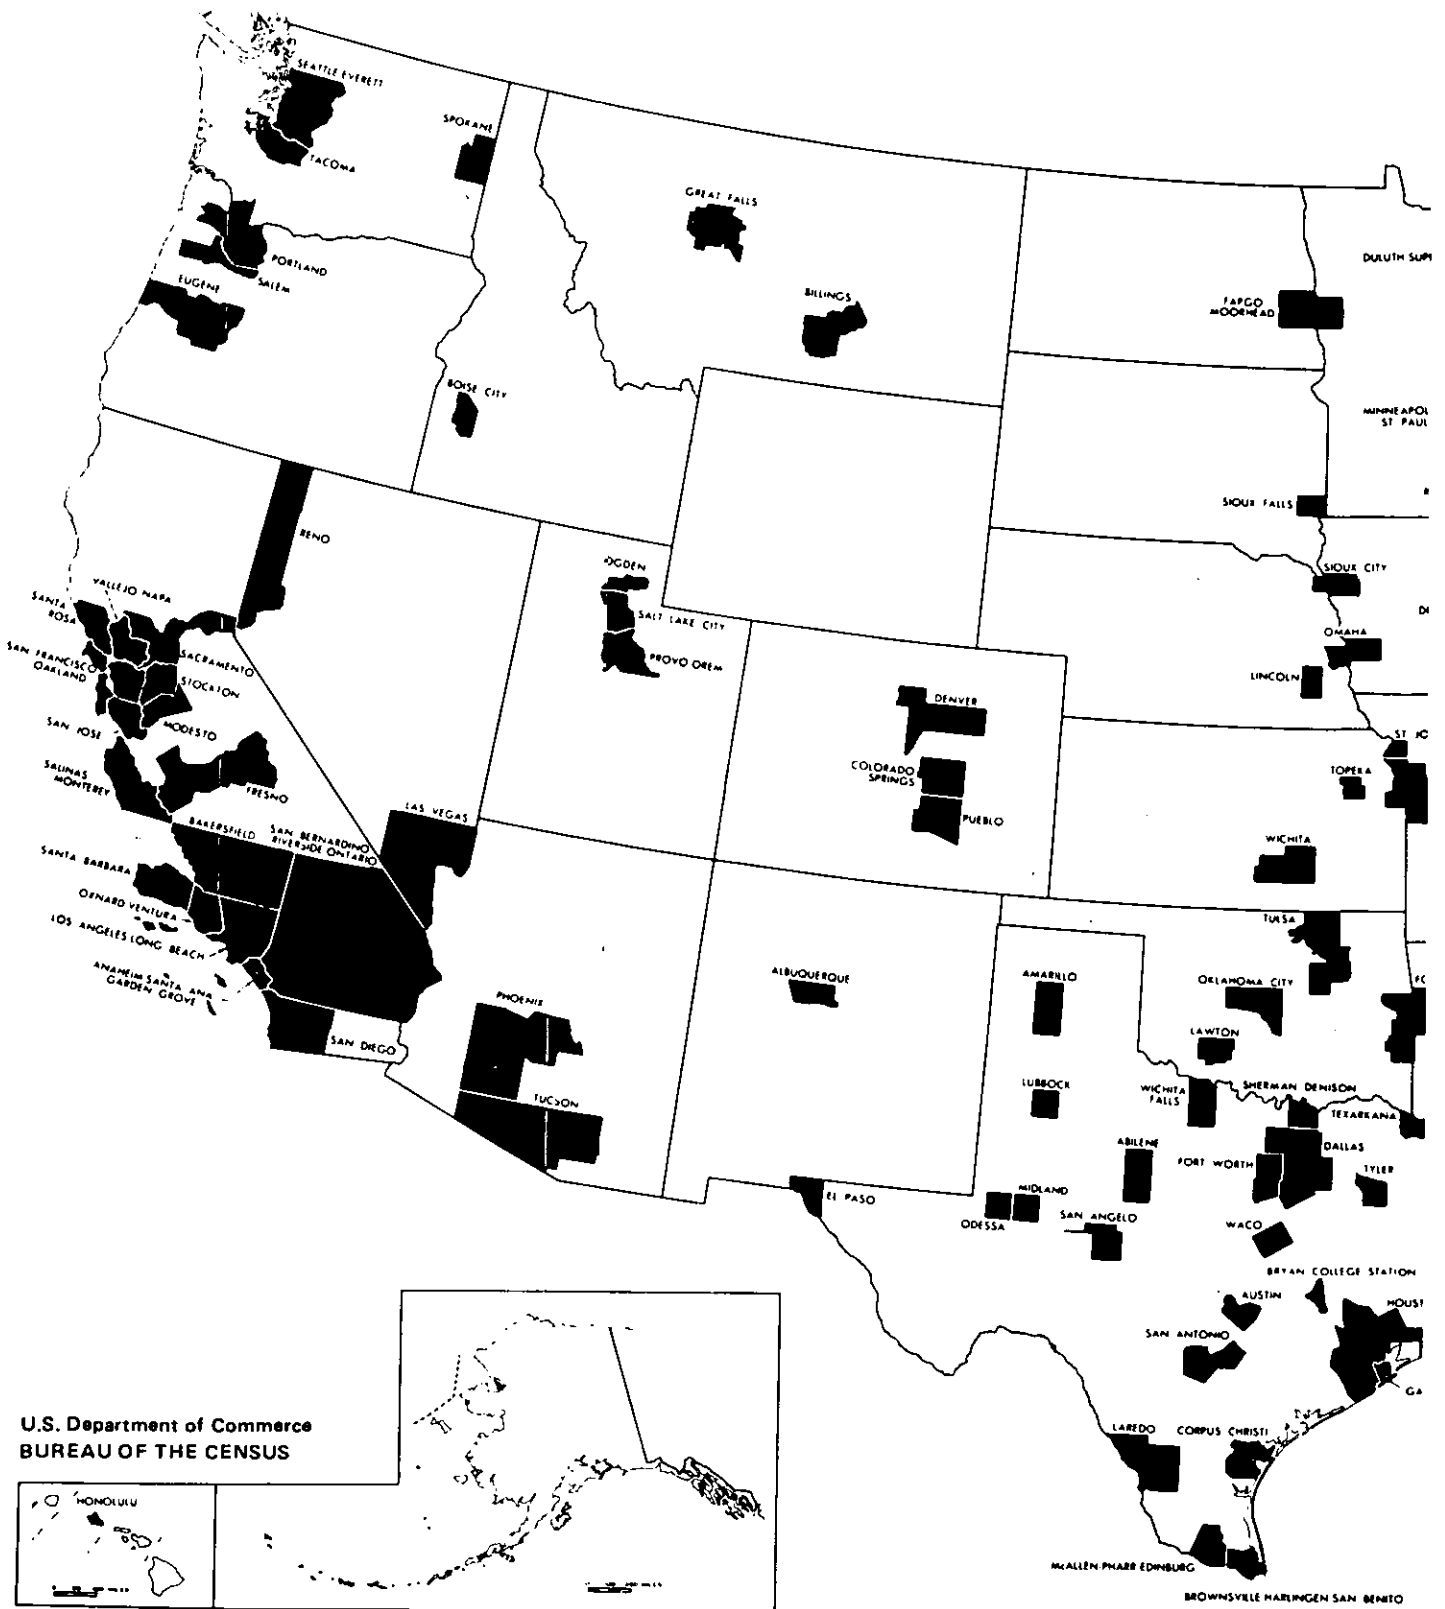 SEATTLE EVERETT
SPOKANE
TACOMA
GREAT FALLS
DULUTH SUP
PORTLAND
SALEM
EUGENE
BILLINGS
FARGO
MOORHEAD
BOISE CITY
MINNEAPOL
ST PAUL
SIOUX FALLS
RENO
OGDEN
SIOUX CITY
VALLEJO NAPA
SANTA
ROSA
SALT LAKE CITY
OMAHA
SAN FRANCISCO
OAKLAND
SACRAMENTO
PROVO OREM
STOCKTON
LINCOLN
DENVER
SAN JOSE
MODESTO
ST JO
SALINAS
MONTEREY
FRESNO
COLORADO
SPRINGS
TOPEKA
LAS VEGAS
PUEBLO
BAKERSFIELD
SAN BERNARDINO
RIVERSIDE ONTARIO
WICHITA
SANTA BARBARA
OXNARD VENTURA
TULSA
LOS ANGELES LONG BEACH
ANAHEIM SANTA ANA
GARDEN GROVE
ALBUQUERQUE
AMARILLO
OKLAHOMA CITY
FO
PHOENIX
SAN DIEGO
LAWTON
LUBBOCK
WICHITA
FALLS
SHERMAN DENISON
TUCSON
TEXARKANA
ABILENE
DALLAS
FORT WORTH
TYLER
EL PASO
MIDLAND
ODESSA
SAN ANGELO
WACO
BRYAN COLLEGE STATION
AUSTIN
HOUST
SAN ANTONIO
GA
U.S. Department of Commerce
BUREAU OF THE CENSUS
LAREDO
CORPUS CHRISTI
HONOLULU
McALLEN-PHARR-EDINBURG
BROWNSVILLE HARLINGEN SAN BENITO